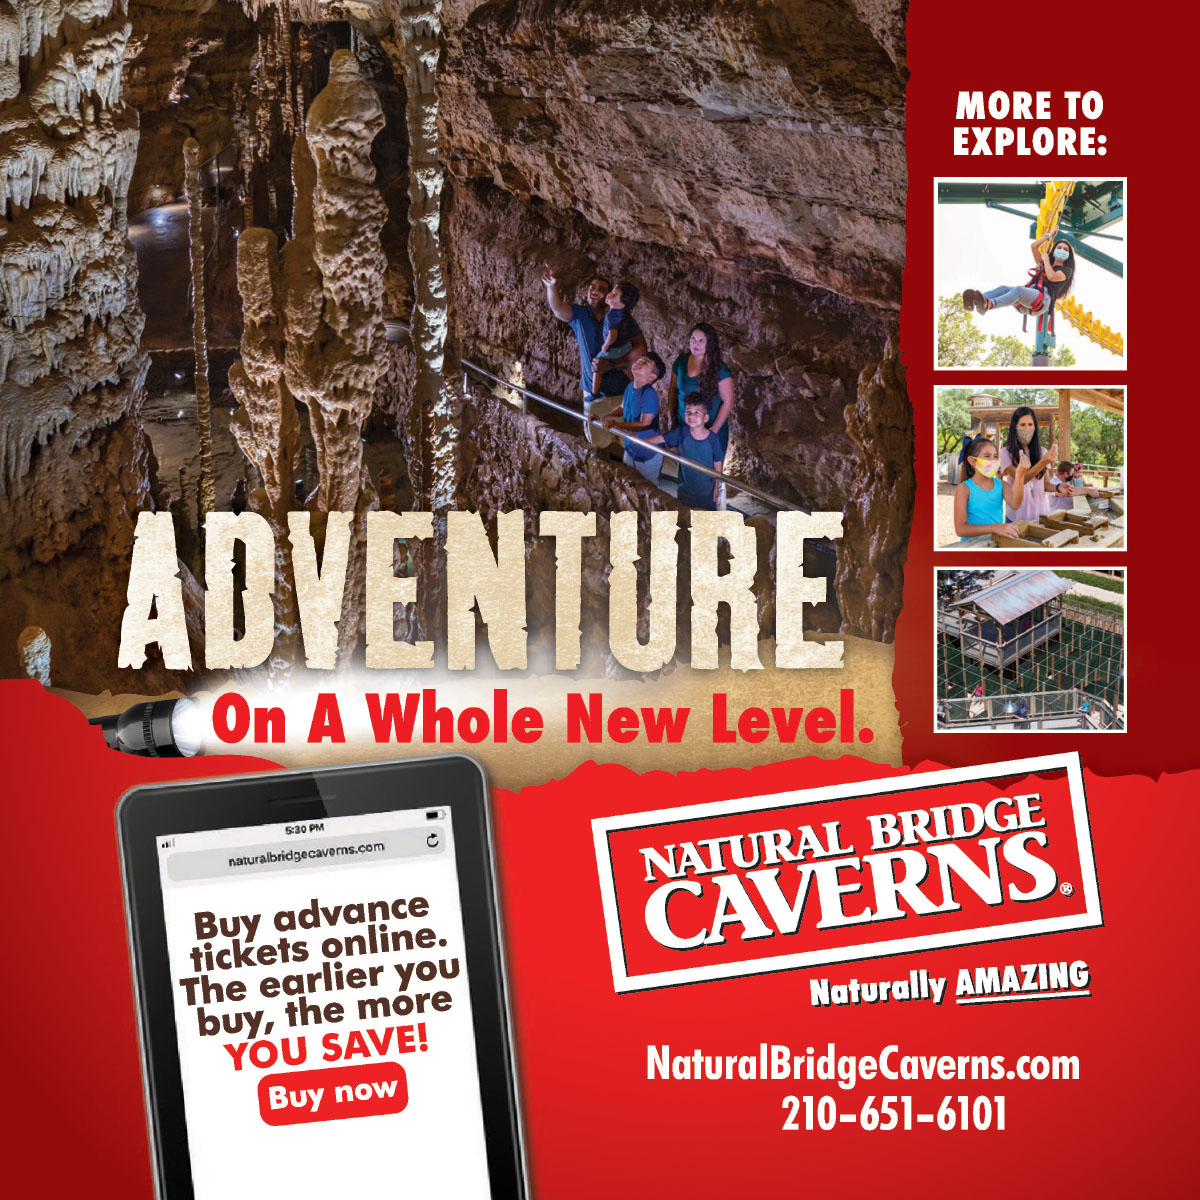 MORE TO
EXPLORE:
ADVENTURE
On A Whole New Level.
5:30 PM
naturalbridgecaverns.com
Buy advance
tickets online.
The earlier you
buy, the more
YOU SAVE!
Buy now
NATURAL BRIDGE
CAVERNS®
Naturally AMAZING
NaturalBridgeCaverns.com
210-651-6101